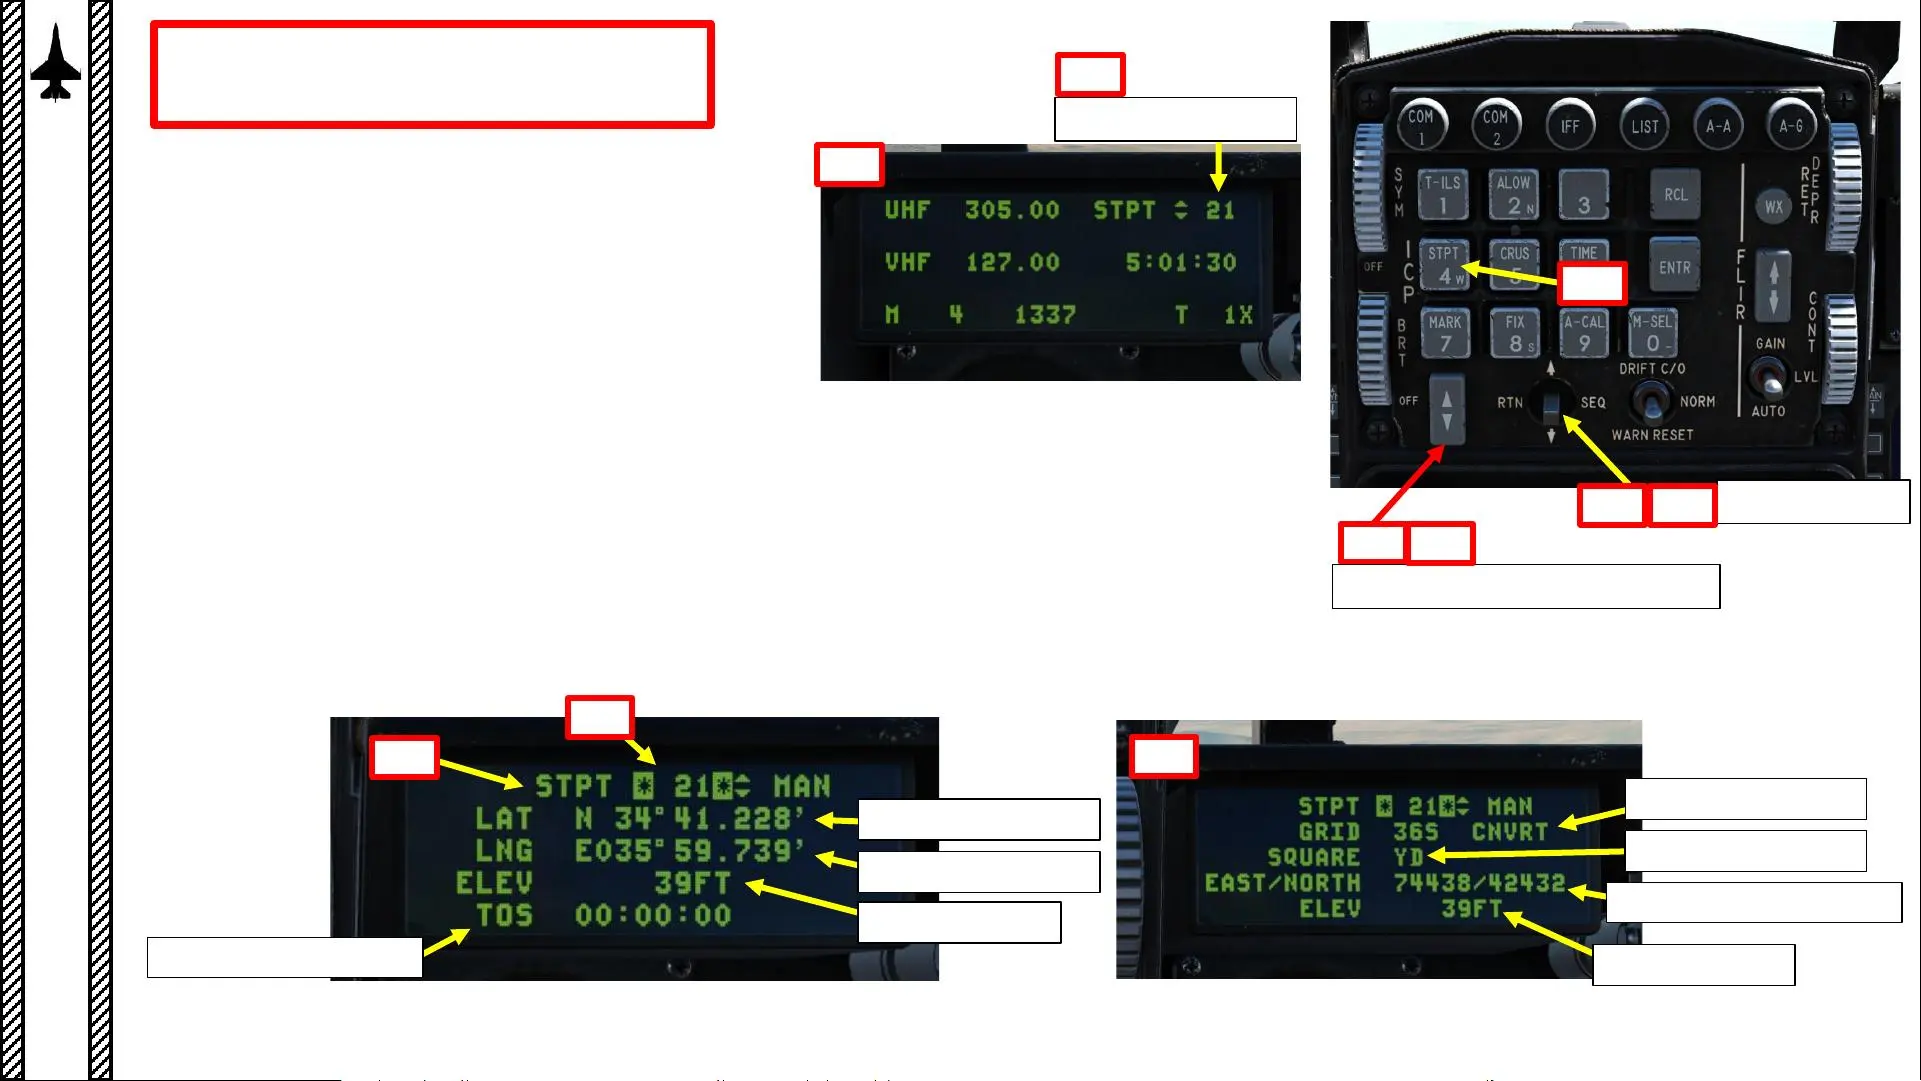 UHF 305.00 STPT 21
VHF 127.00 5:01:30
M 4 1337 T 1X
COM 1
COM 2
IFF
LIST
A-A
A-G
SYM
T-ILS 1
ALOW 2 N
3
RCL
WX
RET
DEPR
OFF
ICP
STPT 4 W
CRUS 5
TIME
ENTR
FLIR
CONT
BRT
MARK 7
FIX 8 S
A-CAL 9
M-SEL 0 -
GAIN
DRIFT C/O
LVL
OFF
RTN
SEQ
NORM
AUTO
WARN RESET
STPT * 21* MAN
LAT N 34°41.228'
LNG E035°59.739'
ELEV 39FT
TOS 00:00:00
STPT * 21* MAN
GRID 36S CNVRT
SQUARE YD
EAST/NORTH 74438/42432
ELEV 39FT